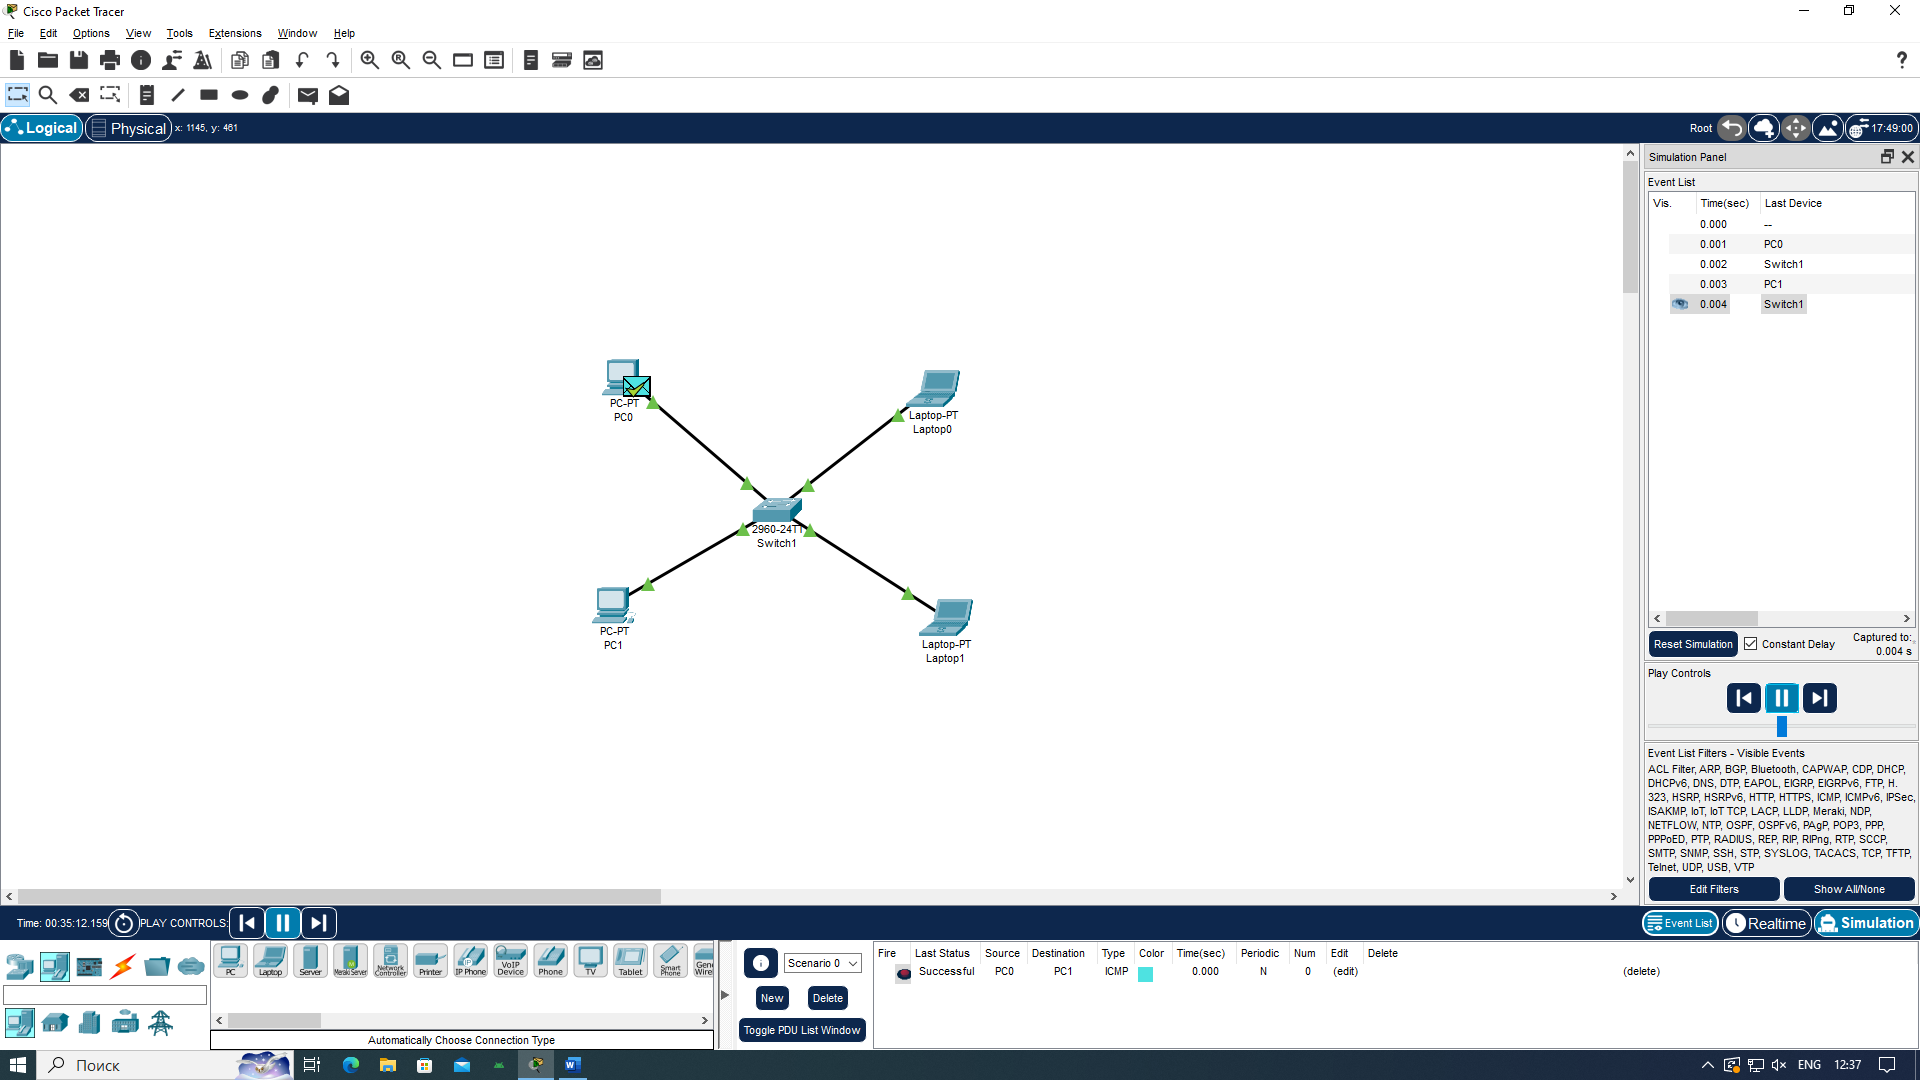 Cisco Packet Tracer
File Edit Options View Tools Extensions Window Help
Logical Physical x: 1145, y: 461 Root 17:49:00
Simulation Panel
Event List
Vis. Time(sec) Last Device
0.000 --
0.001 PC0
0.002 Switch1
0.003 PC1
0.004 Switch1
PC-PT
PC0
Laptop-PT
Laptop0
2960-24TT
Switch1
PC-PT
PC1
Laptop-PT
Laptop1
Reset Simulation Constant Delay Captured to:
0.004 s
Play Controls
Event List Filters - Visible Events
ACL Filter, ARP, BGP, Bluetooth, CAPWAP, CDP, DHCP,
DHCPv6, DNS, DTP, EAPOL, EIGRP, EIGRPv6, FTP, H.
323, HSRP, HSRPv6, HTTP, HTTPS, ICMP, ICMPv6, IPSec,
ISAKMP, IoT, IoT TCP, LACP, LLDP, Meraki, NDP,
NETFLOW, NTP, OSPF, OSPFv6, PAgP, POP3, PPP,
PPPoED, PTP, RADIUS, REP, RIP, RIPng, RTP, SCCP,
SMTP, SNMP, SSH, STP, SYSLOG, TACACS, TCP, TFTP,
Telnet, UDP, USB, VTP
Edit Filters Show All/None
Time: 00:35:12.159 PLAY CONTROLS: Event List Realtime Simulation
PC Laptop Server Meraki Server Network Controller Printer IP Phone VoIP Device Phone TV Tablet Smart Phone
Automatically Choose Connection Type
Scenario 0
New Delete
Toggle PDU List Window
Fire Last Status Source Destination Type Color Time(sec) Periodic Num Edit Delete
Successful PC0 PC1 ICMP 0.000 N 0 (edit) (delete)
Поиск ENG 12:37